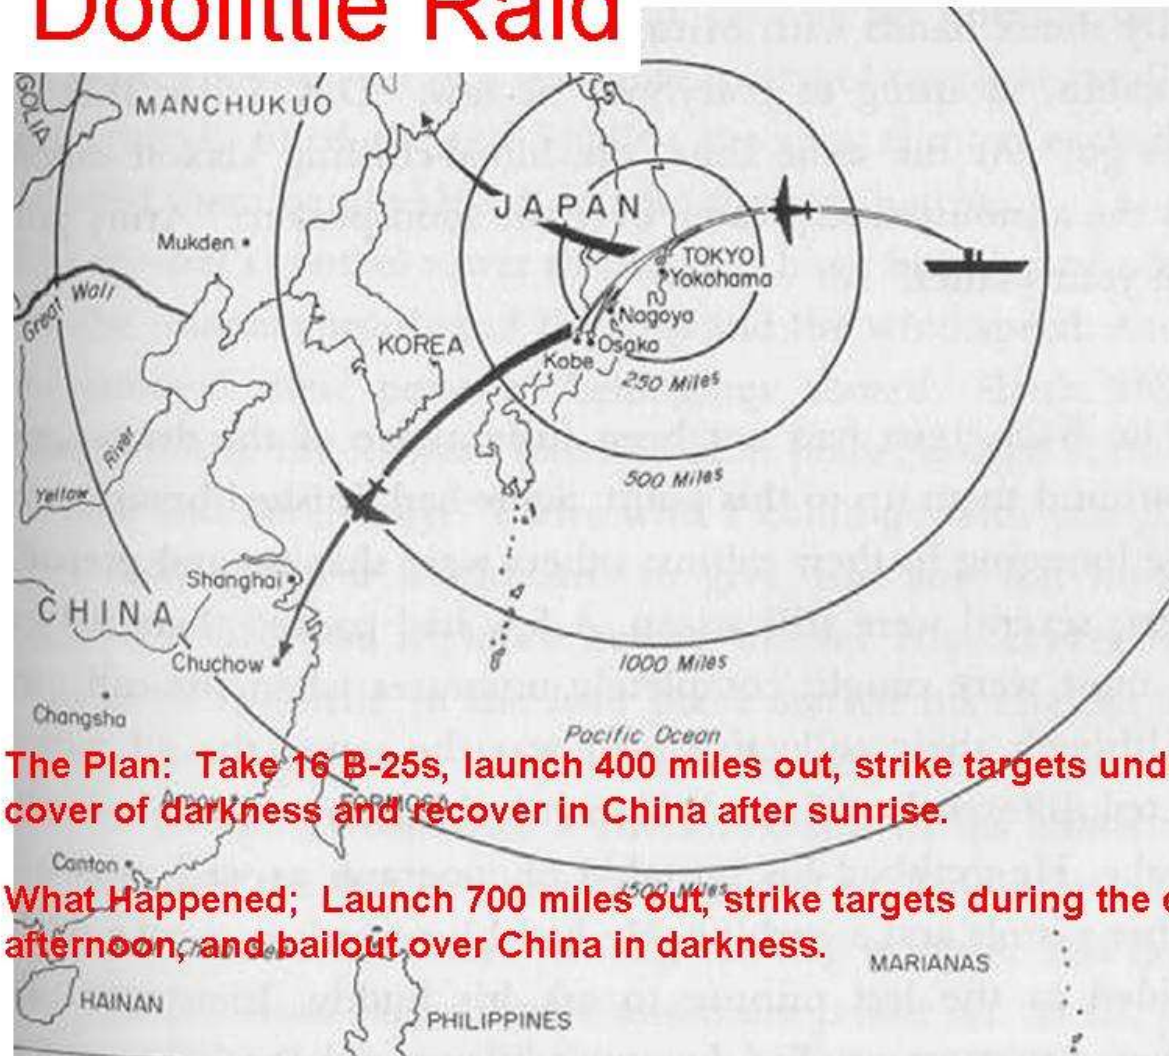 Doolittle Raid
GOLIA
MANCHUKUO
JAPAN
Mukden
TOKYO
Yokohama
Great Wall
Nagoya
KOREA
Osaka
Kobe
250 Miles
River
500 Miles
Yellow
Shanghai
CHINA
Chuchow
1000 Miles
Changsha
Pacific Ocean
The Plan: Take 16 B-25s, launch 400 miles out, strike targets und
cover of darkness and recover in China after sunrise.
Amoy
FORMOSA
Canton
1500 Miles
What Happened; Launch 700 miles out, strike targets during the
afternoon, and bailout over China in darkness.
China Sea
MARIANAS
HAINAN
PHILIPPINES